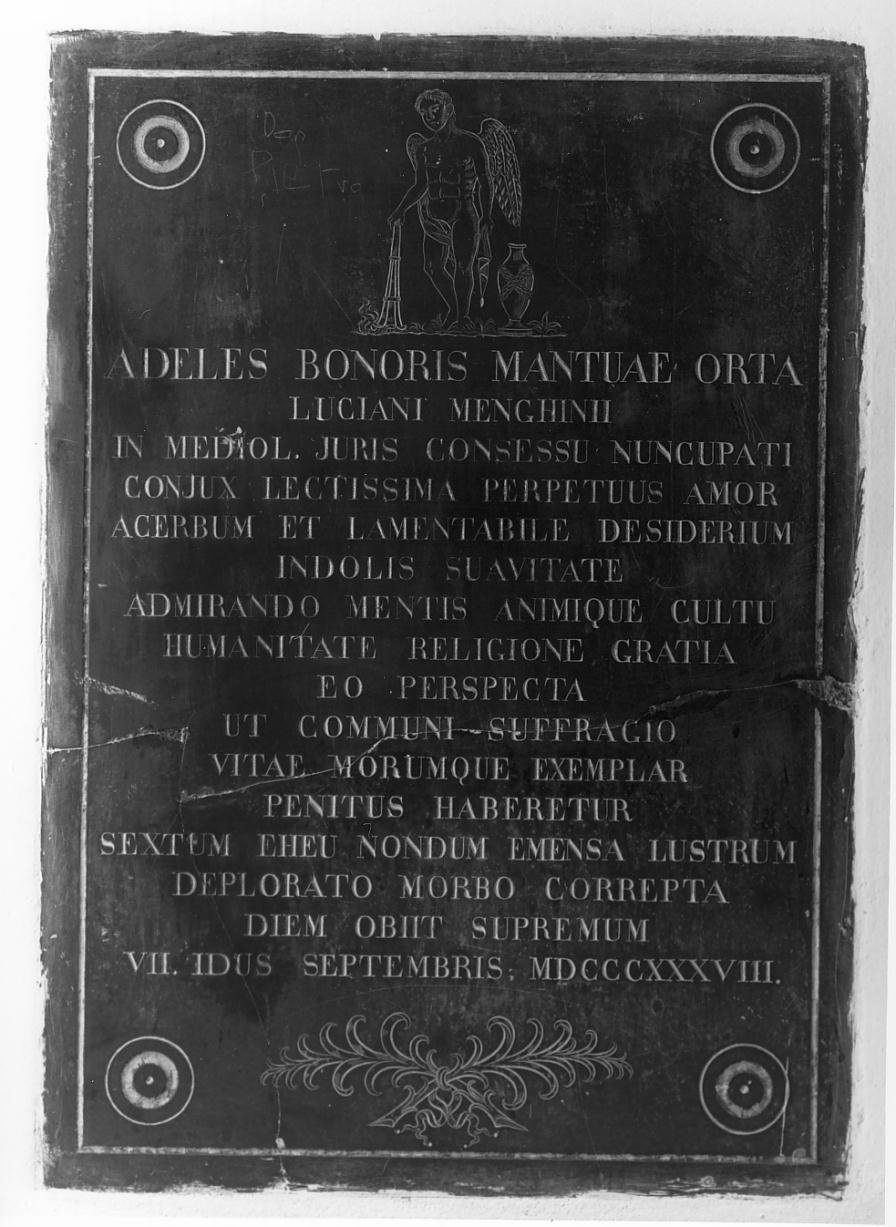 Don
Pietro
ADELES BONORIS MANTUAE ORTA
LUCIANI MENGHINII
IN MEDIOL. JURIS CONSESSU NUNCUPATI
CONJUX LECTISSIMA PERPETUUS AMOR
ACERBUM ET LAMENTABILE DESIDERIUM
INDOLIS SUAVITATE
ADMIRANDO MENTIS ANIMIQUE CULTU
HUMANITATE RELIGIONE GRATIA
EO PERSPECTA
UT COMMUNI SUFFRAGIO
VITAE MORUMQUE EXEMPLAR
PENITUS HABERETUR
SEXTUM EHEU NONDUM EMENSA LUSTRUM
DEPLORATO MORBO CORREPTA
DIEM OBIIT SUPREMUM
VII. IDUS SEPTEMBRIS, MDCCCXXXVIII.